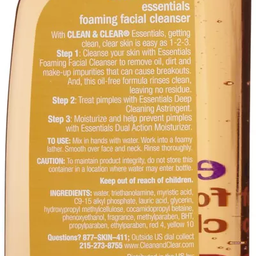 essentials
foaming facial cleanser
With CLEAN & CLEAR® Essentials, getting
clean, clear skin is easy as 1-2-3.
Step 1: Cleanse your skin with Essentials
Foaming Facial Cleanser to remove oil, dirt and
make-up impurities that can cause breakouts.
And, this oil-free formula rinses clean,
leaving no residue.
Step 2: Treat pimples with Essentials Deep
Cleaning Astringent.
Step 3: Moisturize and help prevent pimples
with Essentials Dual Action Moisturizer.
TO USE: Mix in hands with water. Work into a foamy
lather. Smooth over face and neck. Rinse thoroughly.
CAUTION: To maintain product integrity, do not store this
container in a location where water may enter bottle.
Keep out of reach of children.
INGREDIENTS: water, triethanolamine, myristic acid,
C9-15 alkyl phosphate, lauric acid, glycerin,
hydroxypropyl methylcellulose, cocamidopropyl betaine,
phenoxyethanol, fragrance, methylparaben, BHT,
propylparaben, ethylparaben, red 4, yellow 10
Questions? 877-SKIN-411; Outside US dial collect
215-273-8755 www.CleanandClear.com